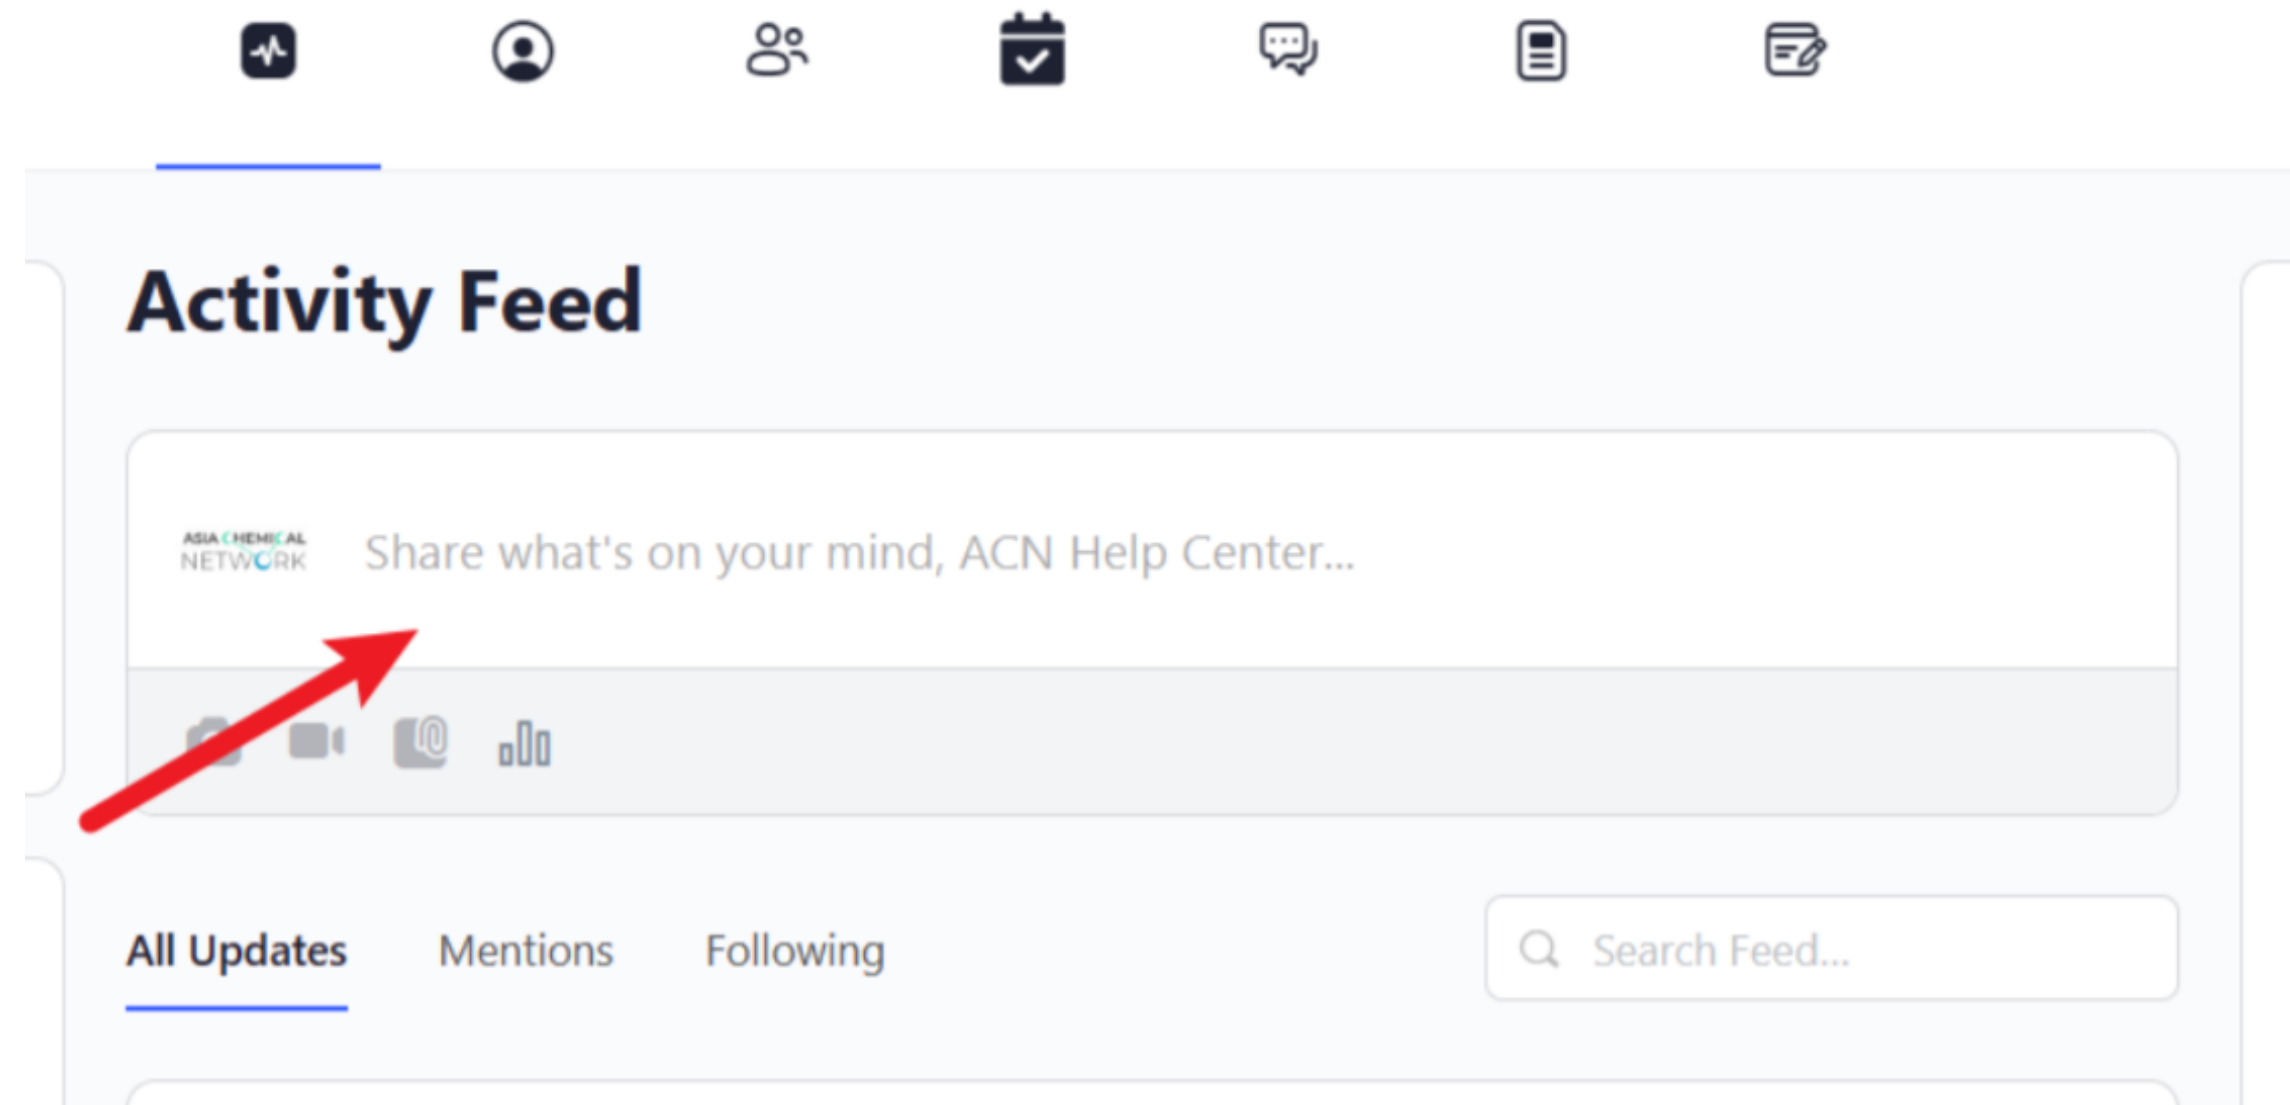 Activity Feed
ASIA CHEMICAL
NETWORK
Share what's on your mind, ACN Help Center...
All Updates
Mentions
Following
Search Feed...